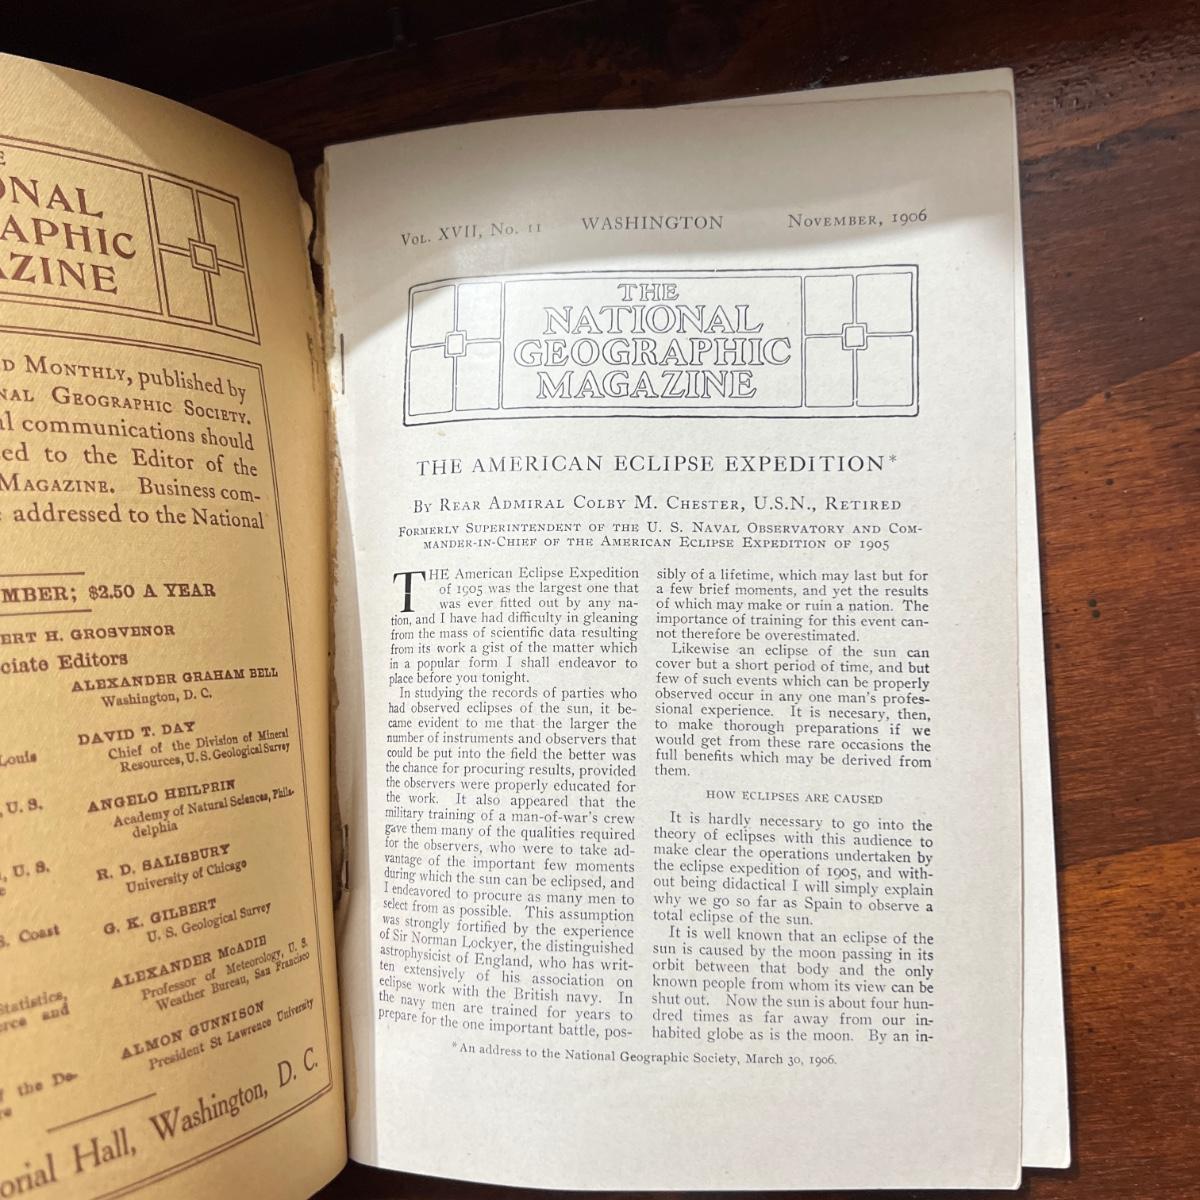 ONAL
APHIC
AZINE
D MONTHLY, published by
NAL GEOGRAPHIC SOCIETY.
communications should
ed to the Editor of the
MAGAZINE. Business com-
addressed to the National
MBER; $2.50 A YEAR
ERT H. GROSVENOR
ciate Editors
ALEXANDER GRAHAM BELL
Washington, D. C.
DAVID T. DAY
Chief of the Division of Mineral
Resources, U. S. Geological Survey
Louis
ANGELO HEILPRIN
Academy of Natural Sciences, Phila-
delphia
, U. S.
R. D. SALISBURY
University of Chicago
, U. S.
G. K. GILBERT
U. S. Geological Survey
S. Coast
ALEXANDER McADIE
Professor of Meteorology, U. S.
Weather Bureau, San Francisco
Statistics,
rce and
ALMON GUNNISON
President St Lawrence University
the De-
orial Hall, Washington, D. C.
VOL. XVII, No. 11 WASHINGTON NOVEMBER, 1906
THE
NATIONAL
GEOGRAPHIC
MAGAZINE
THE AMERICAN ECLIPSE EXPEDITION*
BY REAR ADMIRAL COLBY M. CHESTER, U.S.N., RETIRED
FORMERLY SUPERINTENDENT OF THE U. S. NAVAL OBSERVATORY AND COM-
MANDER-IN-CHIEF OF THE AMERICAN ECLIPSE EXPEDITION OF 1905
THE American Eclipse Expedition
of 1905 was the largest one that
was ever fitted out by any na-
tion, and I have had difficulty in gleaning
from the mass of scientific data resulting
from its work a gist of the matter which
in a popular form I shall endeavor to
place before you tonight.
In studying the records of parties who
had observed eclipses of the sun, it be-
came evident to me that the larger the
number of instruments and observers that
could be put into the field the better was
the chance for procuring results, provided
the observers were properly educated for
the work. It also appeared that the
military training of a man-of-war's crew
gave them many of the qualities required
for the observers, who were to take ad-
vantage of the important few moments
during which the sun can be eclipsed, and
I endeavored to procure as many men to
select from as possible. This assumption
was strongly fortified by the experience
of Sir Norman Lockyer, the distinguished
astrophysicist of England, who has writ-
ten extensively of his association on
eclipse work with the British navy. In
the navy men are trained for years to
prepare for the one important battle, pos-
sibly of a lifetime, which may last but for
a few brief moments, and yet the results
of which may make or ruin a nation. The
importance of training for this event can-
not therefore be overestimated.
Likewise an eclipse of the sun can
cover but a short period of time, and but
few of such events which can be properly
observed occur in any one man's profes-
sional experience. It is necesary, then,
to make thorough preparations if we
would get from these rare occasions the
full benefits which may be derived from
them.
HOW ECLIPSES ARE CAUSED
It is hardly necessary to go into the
theory of eclipses with this audience to
make clear the operations undertaken by
the eclipse expedition of 1905, and with-
out being didactical I will simply explain
why we go so far as Spain to observe a
total eclipse of the sun.
It is well known that an eclipse of the
sun is caused by the moon passing in its
orbit between that body and the only
known people from whom its view can be
shut out. Now the sun is about four hun-
dred times as far away from our in-
habited globe as is the moon. By an in-
*An address to the National Geographic Society, March 30, 1906.